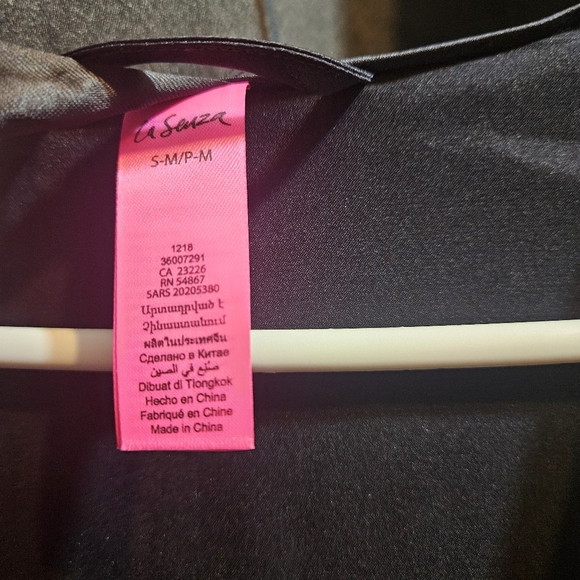 la Senza
S-M/P-M
1218
36007291
CA 23226
RN 54867
SARS 20205380
Արտադրված է
Չինաստանում
ผลิตในประเทศจีน
Сделано в Китае
صُنِع في الصين
Dibuat di Tiongkok
Hecho en China
Fabriqué en Chine
Made in China